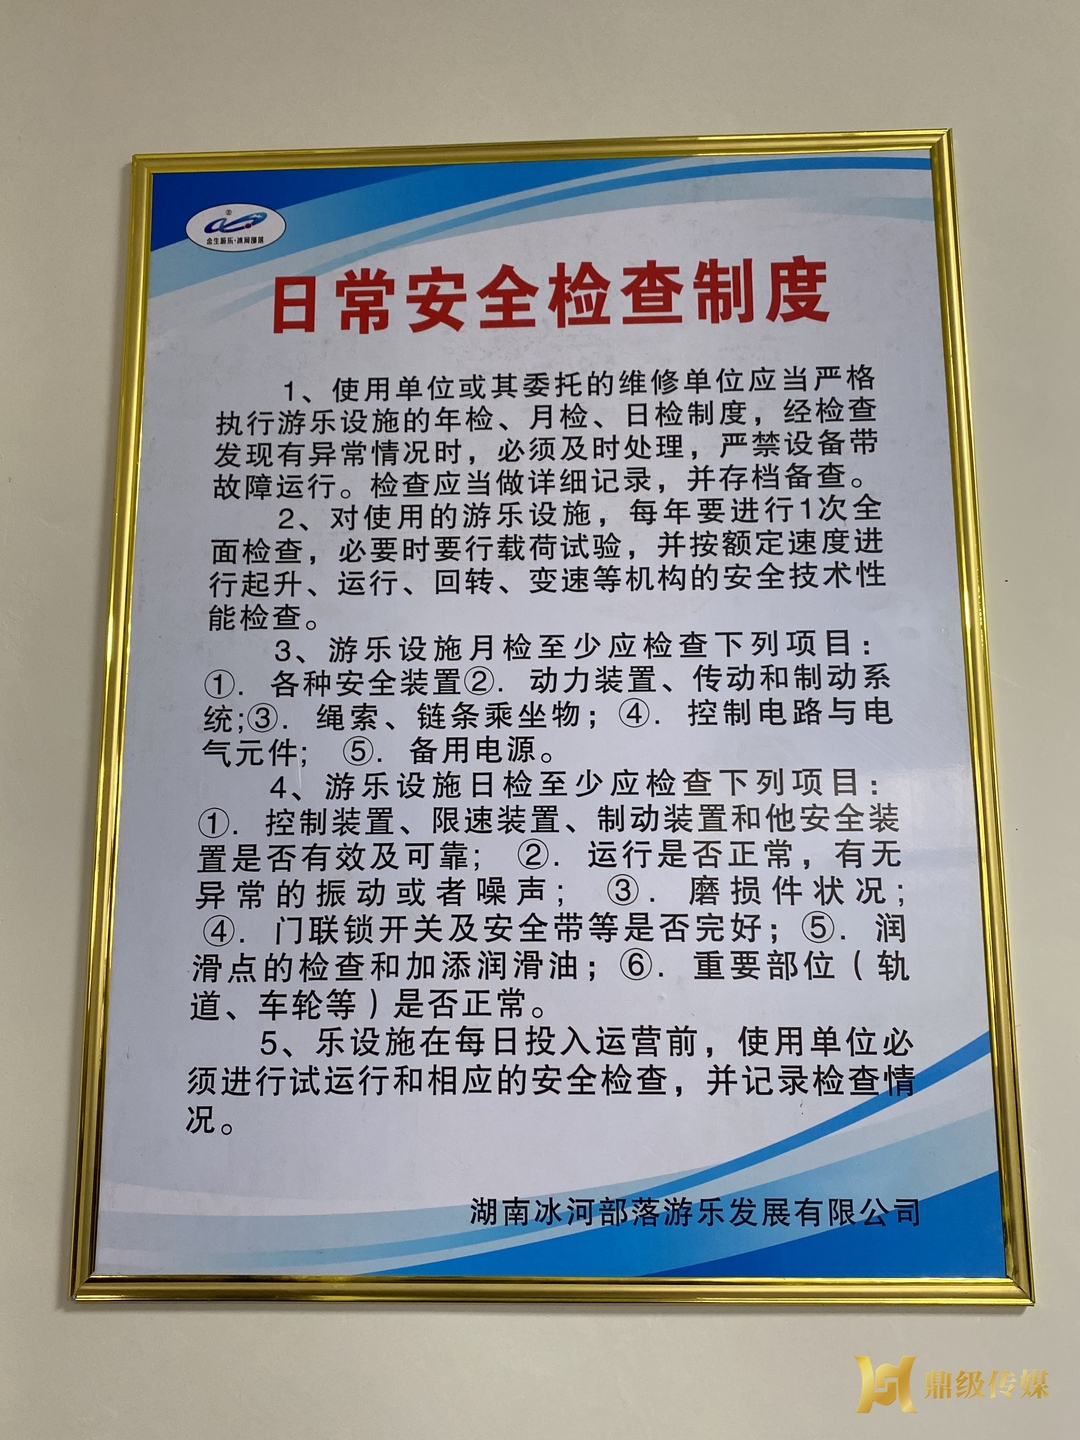 金生游乐·冰河部落
日常安全检查制度
1、使用单位或其委托的维修单位应当严格
执行游乐设施的年检、月检、日检制度，经检查
发现有异常情况时，必须及时处理，严禁设备带
故障运行。检查应当做详细记录，并存档备查。
2、对使用的游乐设施，每年要进行1次全
面检查，必要时要行载荷试验，并按额定速度进
行起升、运行、回转、变速等机构的安全技术性
能检查。
3、游乐设施月检至少应检查下列项目：
①．各种安全装置②．动力装置、传动和制动系
统;③．绳索、链条乘坐物；④．控制电路与电
气元件； ⑤．备用电源。
4、游乐设施日检至少应检查下列项目：
①．控制装置、限速装置、制动装置和他安全装
置是否有效及可靠； ②．运行是否正常，有无
异常的振动或者噪声； ③．磨损件状况；
④．门联锁开关及安全带等是否完好；⑤．润
滑点的检查和加添润滑油；⑥．重要部位（轨
道、车轮等）是否正常。
5、乐设施在每日投入运营前，使用单位必
须进行试运行和相应的安全检查，并记录检查情
况。
湖南冰河部落游乐发展有限公司
鼎级传媒